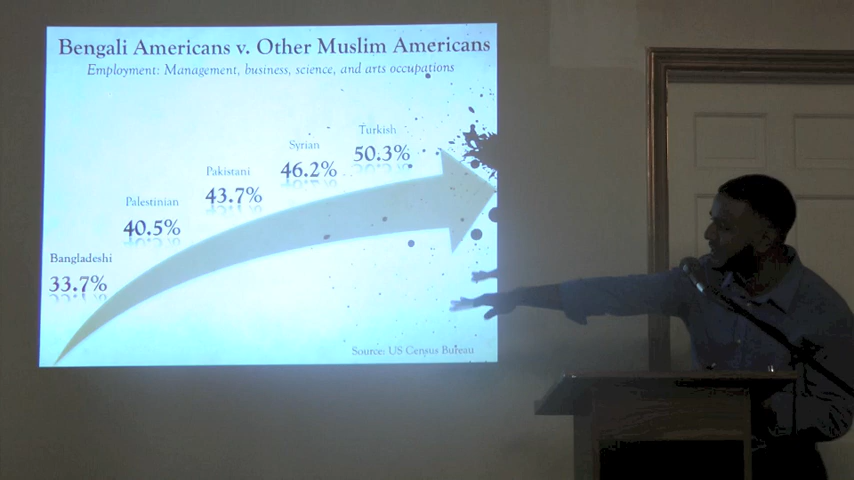 Bengali Americans v. Other Muslim Americans
Employment: Management, business, science, and arts occupations
Turkish
50.3%
Syrian
46.2%
Pakistani
43.7%
Palestinian
40.5%
Bangladeshi
33.7%
Source: US Census Bureau